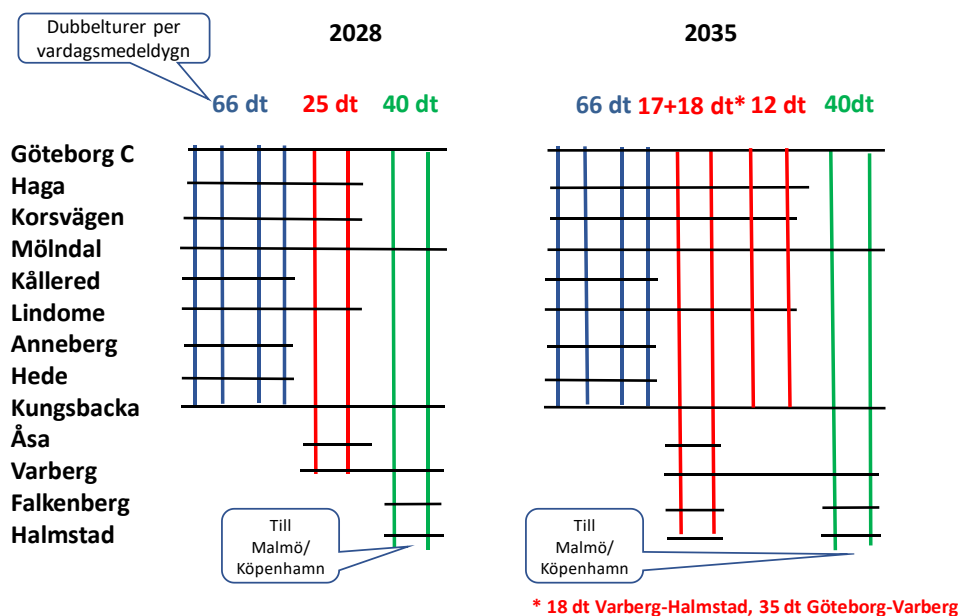 Dubbelturer per
vardagsmedeldygn
2028
2035
66 dt
25 dt
40 dt
66 dt
17+18 dt*
12 dt
40dt
Göteborg C
Haga
Korsvägen
Mölndal
Kållered
Lindome
Anneberg
Hede
Kungsbacka
Åsa
Varberg
Falkenberg
Halmstad
Till
Malmö/
Köpenhamn
Till
Malmö/
Köpenhamn
* 18 dt Varberg-Halmstad, 35 dt Göteborg-Varberg